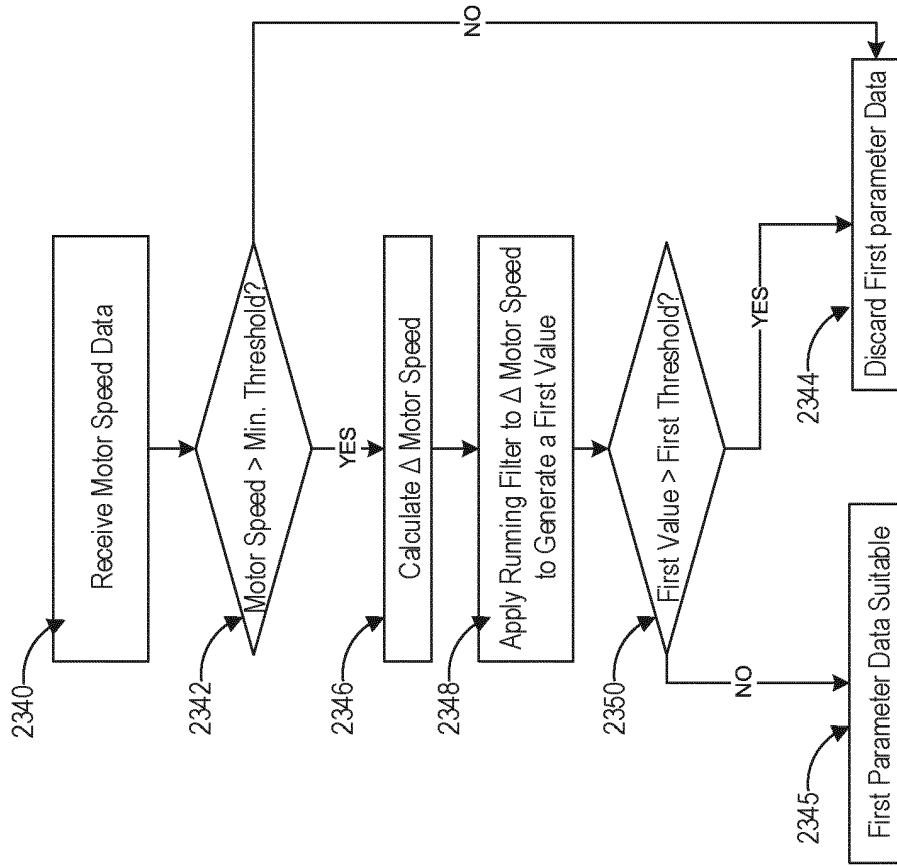 2340
Receive Motor Speed Data
2342
Motor Speed > Min. Threshold?
NO
YES
2346
Calculate Δ Motor Speed
2348
Apply Running Filter to Δ Motor Speed
to Generate a First Value
2350
First Value > First Threshold?
NO
YES
2345
First Parameter Data Suitable
2344
Discard First parameter Data